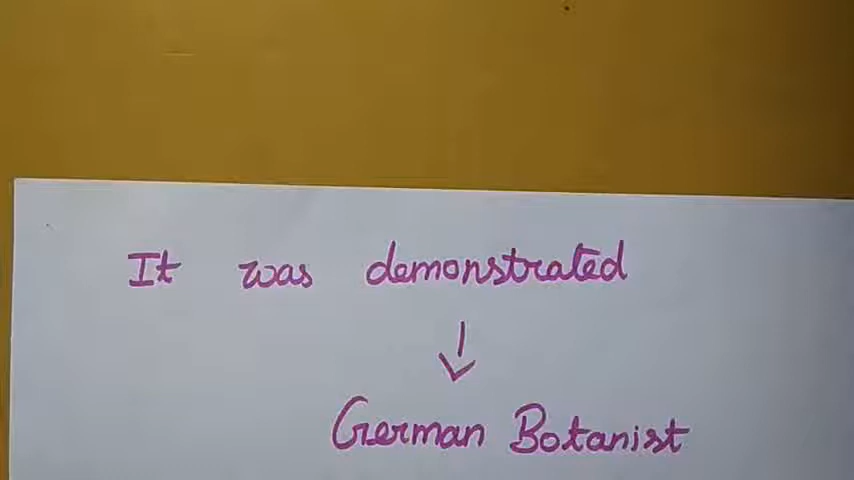 It was demonstrated
↓
German Botanist